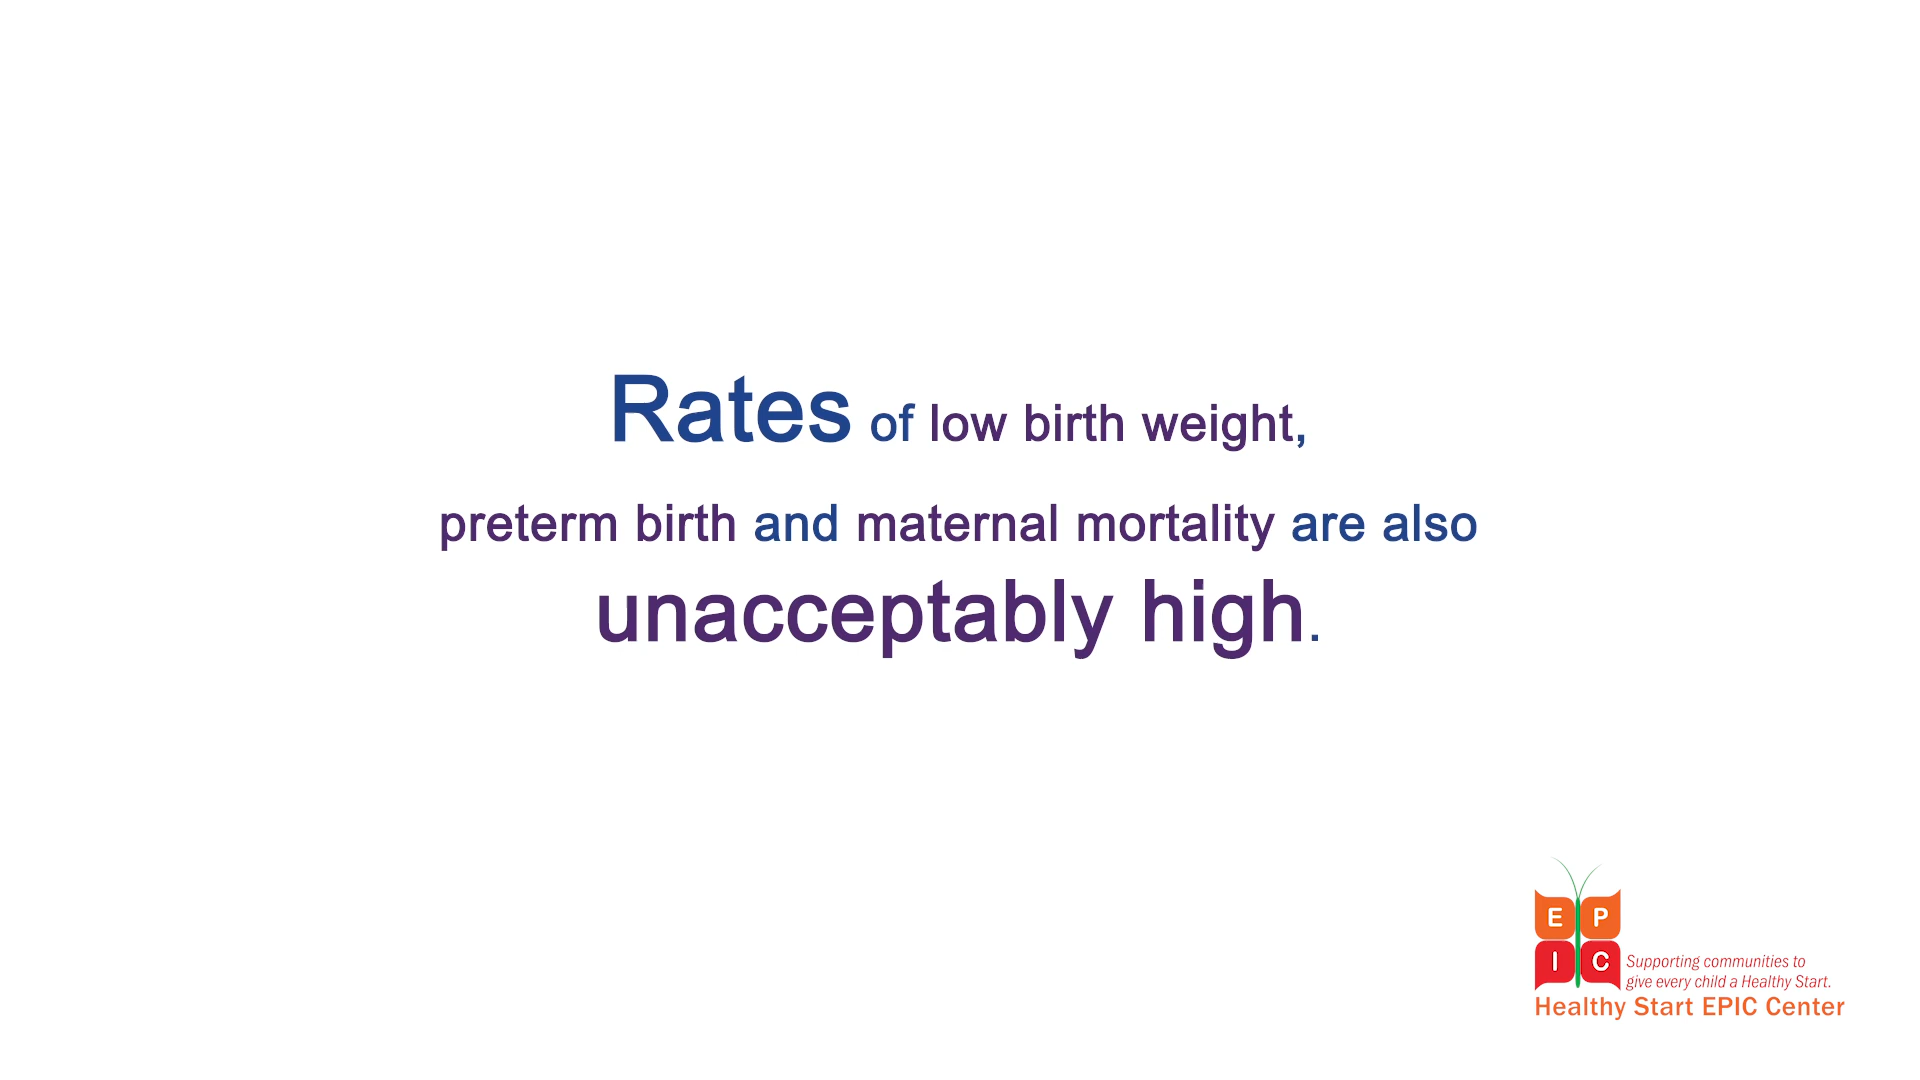 Rates of low birth weight,
preterm birth and maternal mortality are also
unacceptably high.
E P
I C
Supporting communities to
give every child a Healthy Start.
Healthy Start EPIC Center